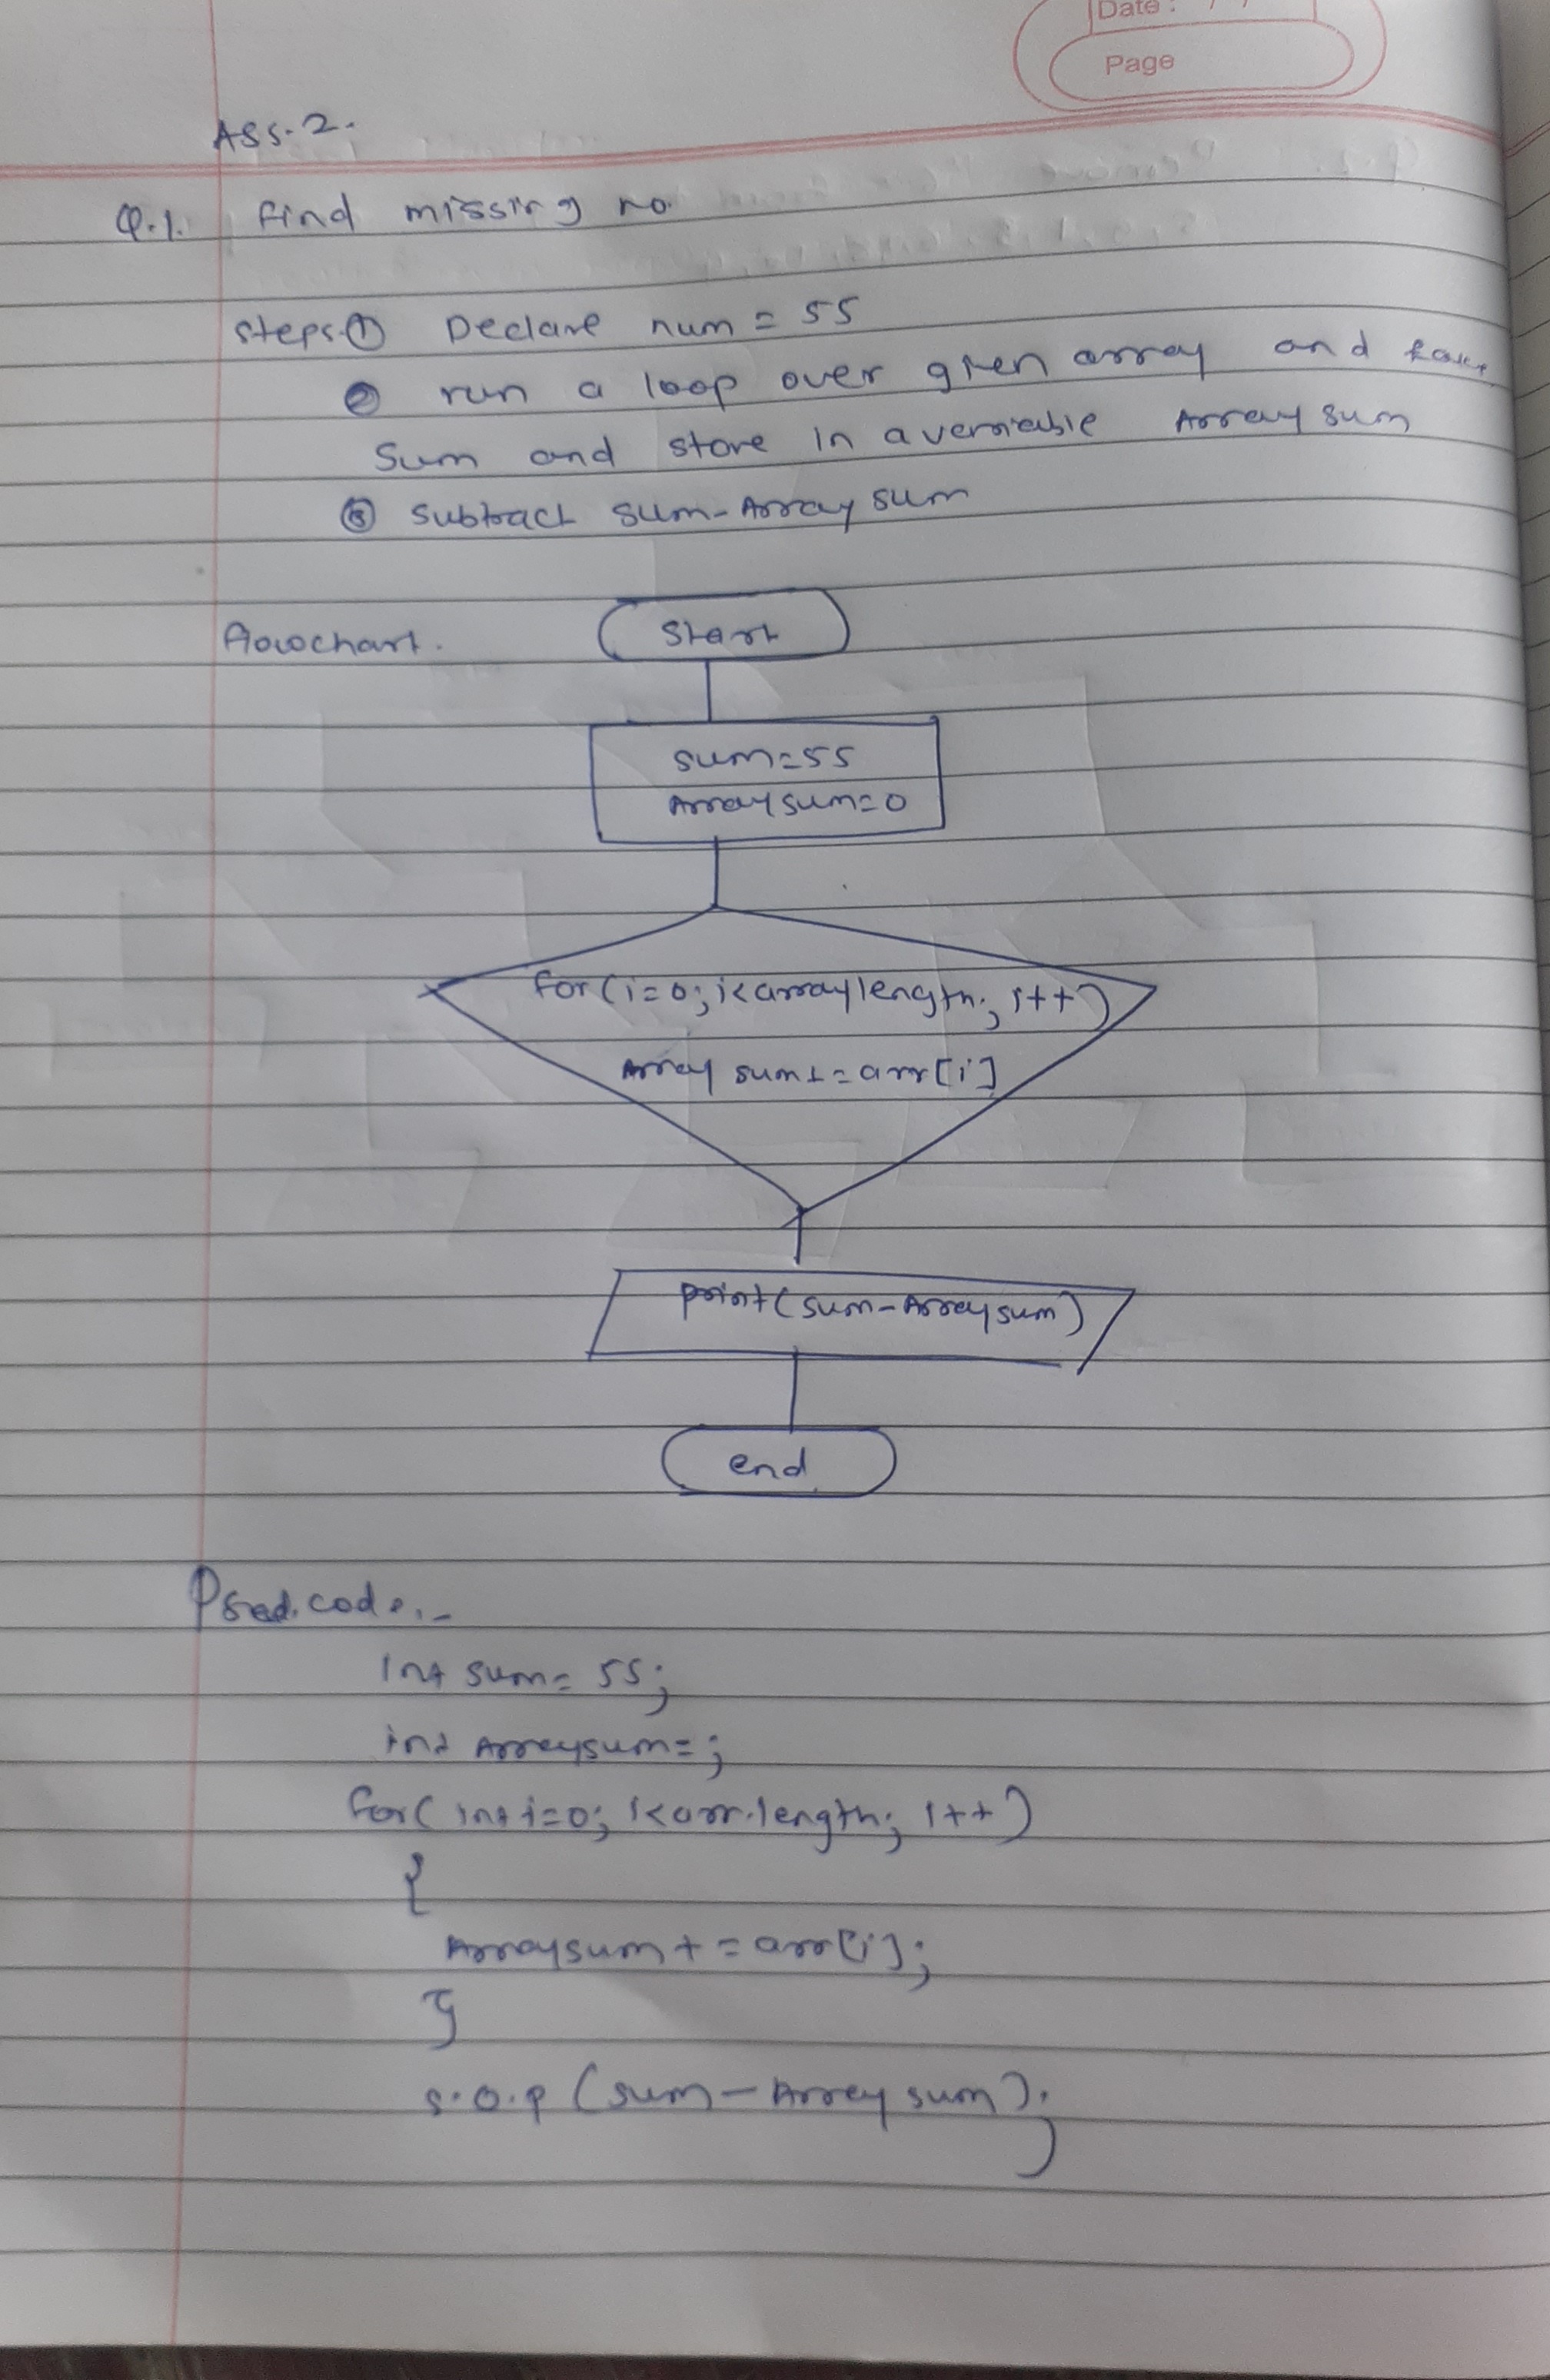 Date : / /
Page
ASS. 2.
Q.1. find missing no.
steps ① Declare num = 55
② run a loop over given array and take
sum and store in a veraiable Array sum
③ subtract sum - Array sum
flowchart.
Start
sum=55
Array sum=0
for(i=0; i<array length; i++)
Array sum+=arr[i]
print(sum-Array sum)
end
Psed. code:-
int sum= 55;
int Arraysum= ;
for( int i=0; i<arr.length; i++)
{
Arraysum+=arr[i];
}
S.O.P (sum - Array sum);